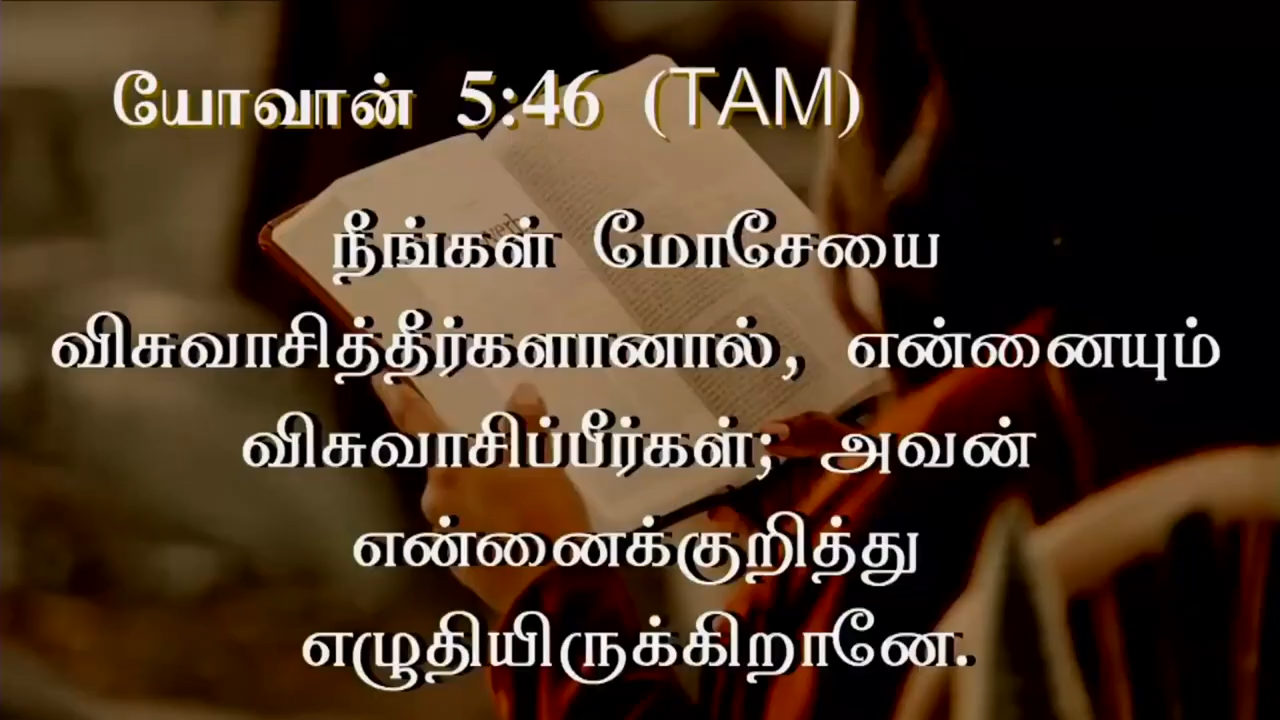 யோவான் 5:46 (TAM)
நீங்கள் மோசேயை
விசுவாசித்தீர்களானால், என்னையும்
விசுவாசிப்பீர்கள்; அவன்
என்னைக்குறித்து
எழுதியிருக்கிறானே.